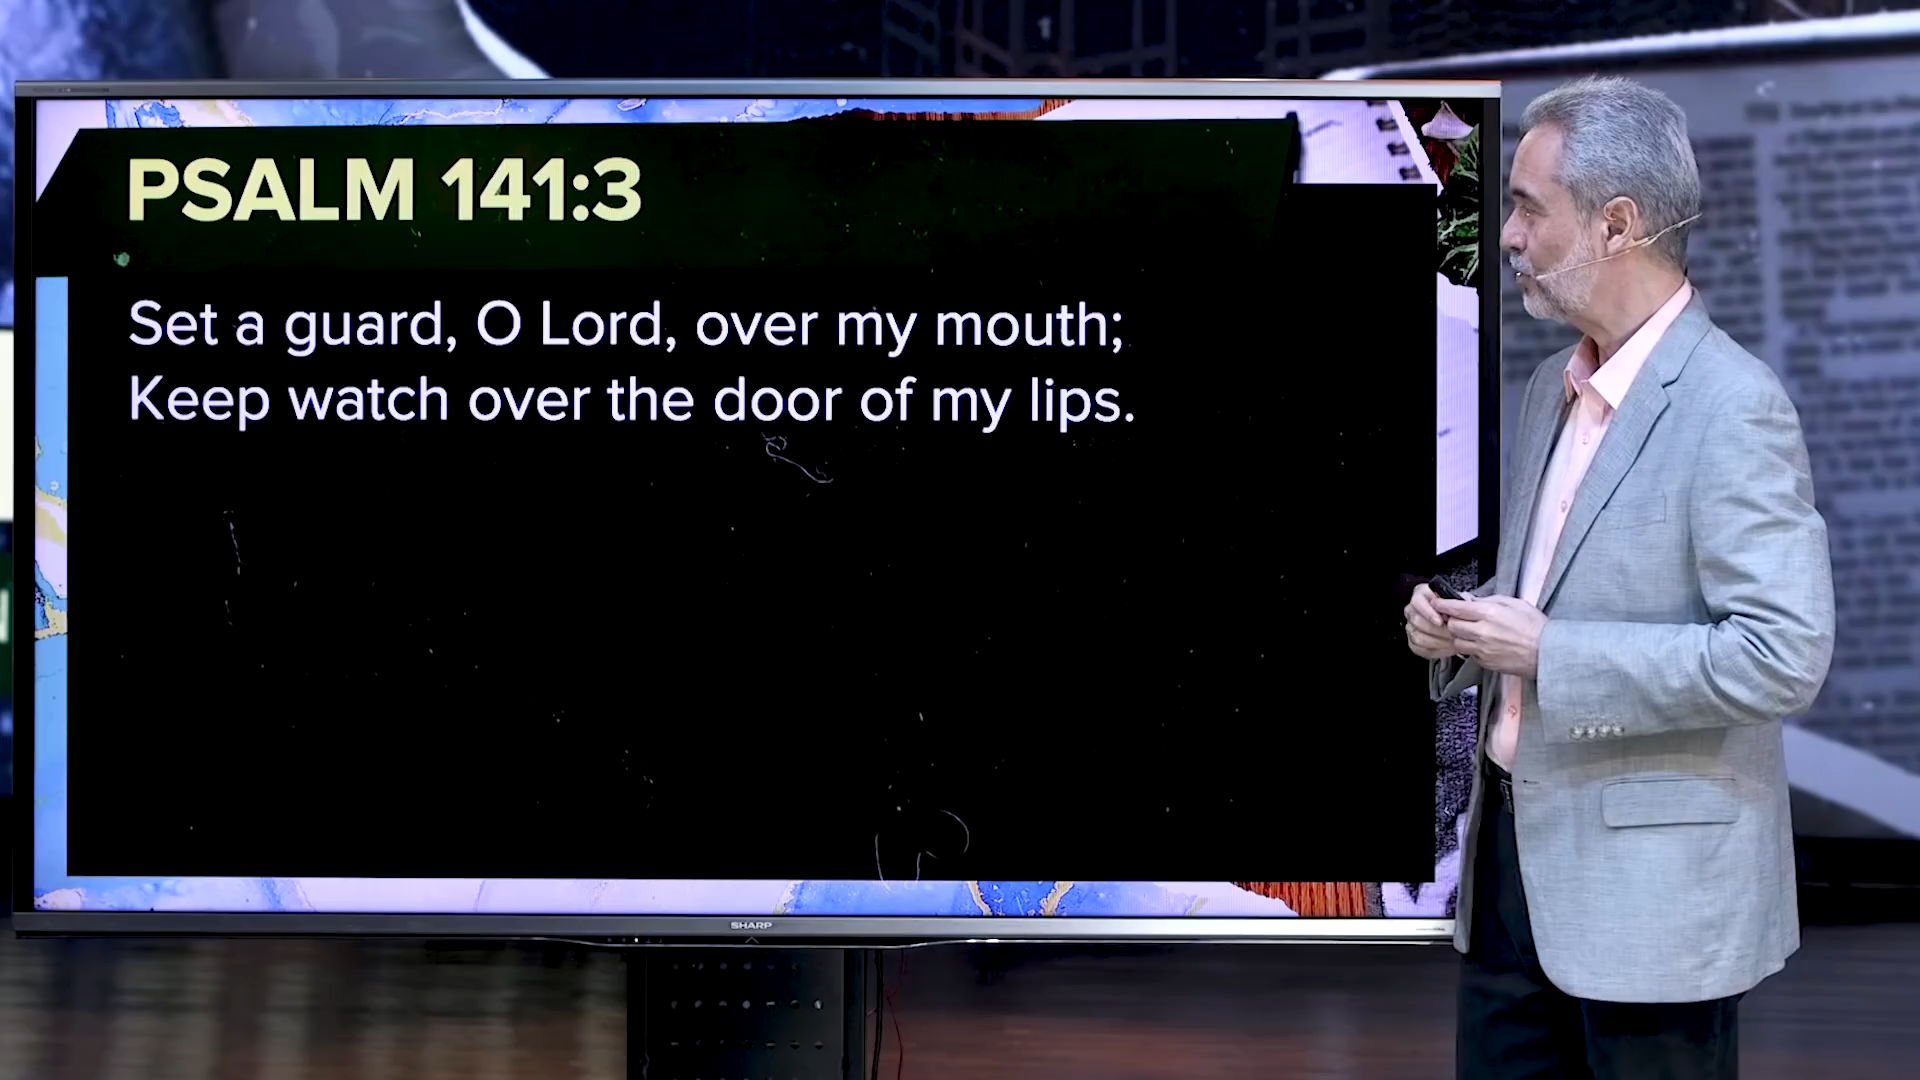 PSALM 141:3
Set a guard, O Lord, over my mouth;
Keep watch over the door of my lips.
SHARP